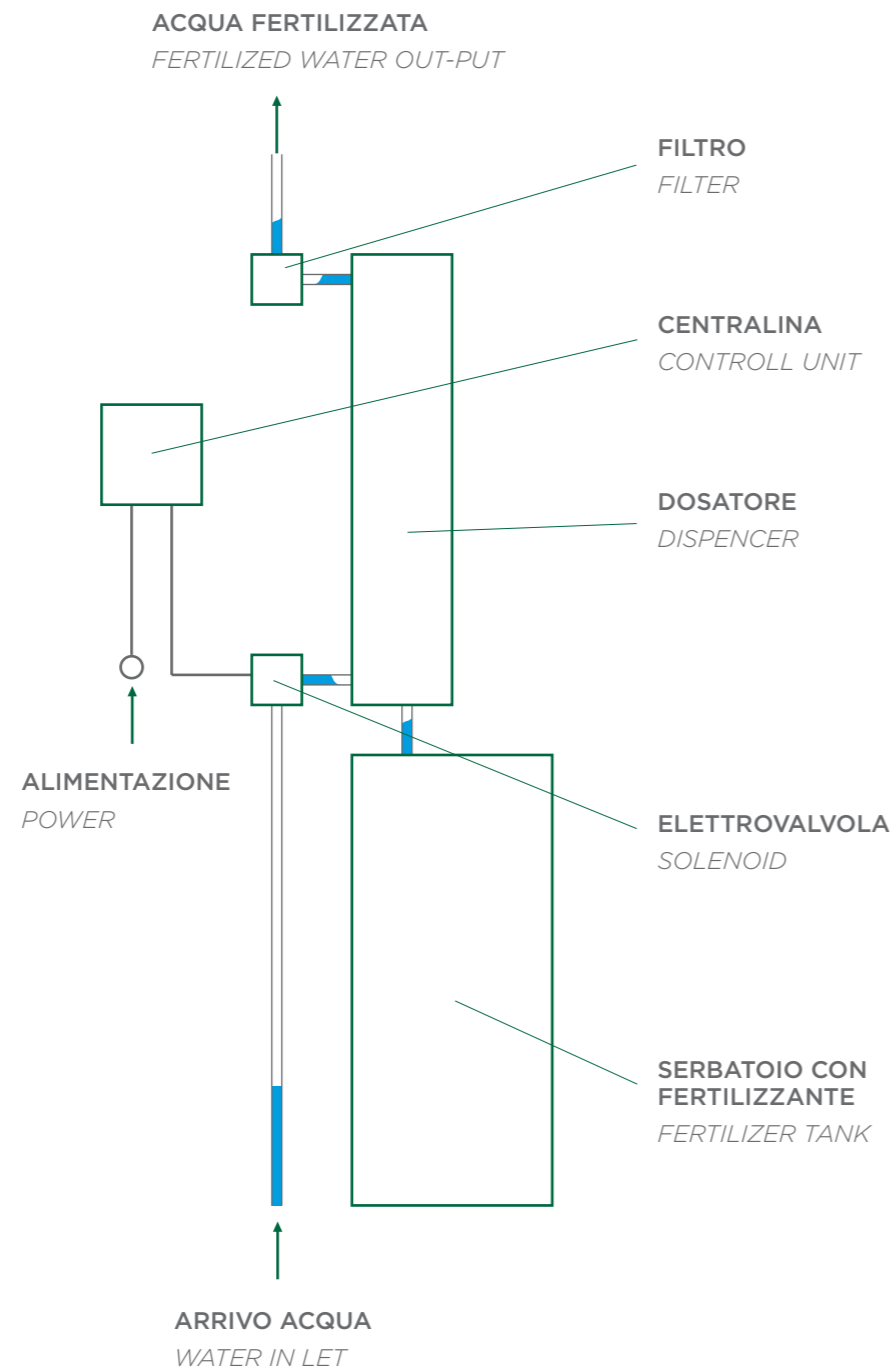 ACQUA FERTILIZZATA
FERTILIZED WATER OUT-PUT
FILTRO
FILTER
CENTRALINA
CONTROLL UNIT
DOSATORE
DISPENCER
ALIMENTAZIONE
POWER
ELETTROVALVOLA
SOLENOID
SERBATOIO CON
FERTILIZZANTE
FERTILIZER TANK
ARRIVO ACQUA
WATER IN LET